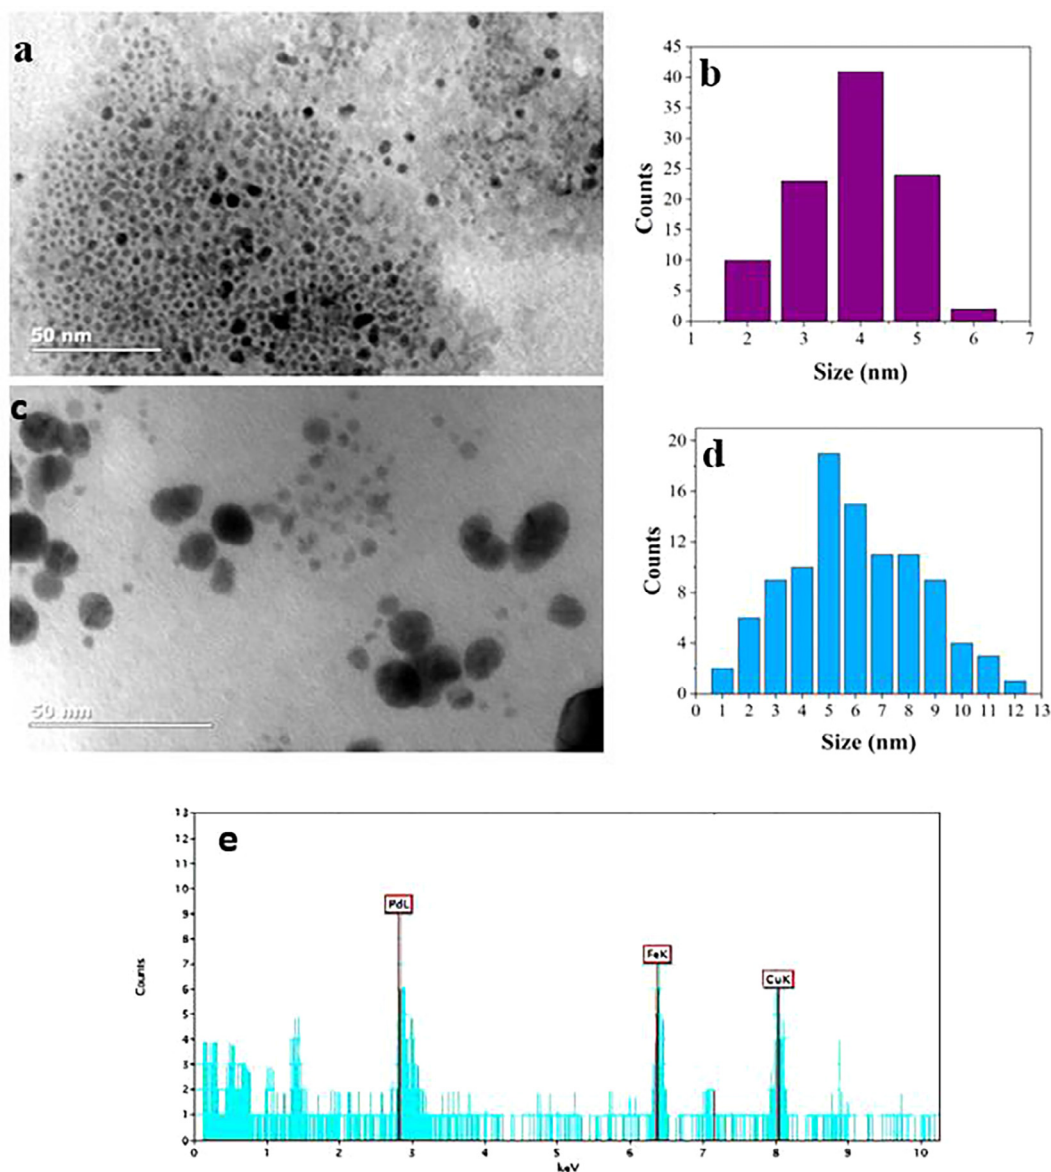 a
50 nm
b
45
40
35
30
25
20
15
10
5
0
1 2 3 4 5 6 7
Counts
Size (nm)
c
50 nm
d
20
16
12
8
4
0
0 1 2 3 4 5 6 7 8 9 10 11 12 13
Counts
Size (nm)
e
13
12
11
10
9
8
7
6
5
4
3
2
1
0
0 1 2 3 4 5 6 7 8 9 10
Counts
keV
PdL
FeK
CuK